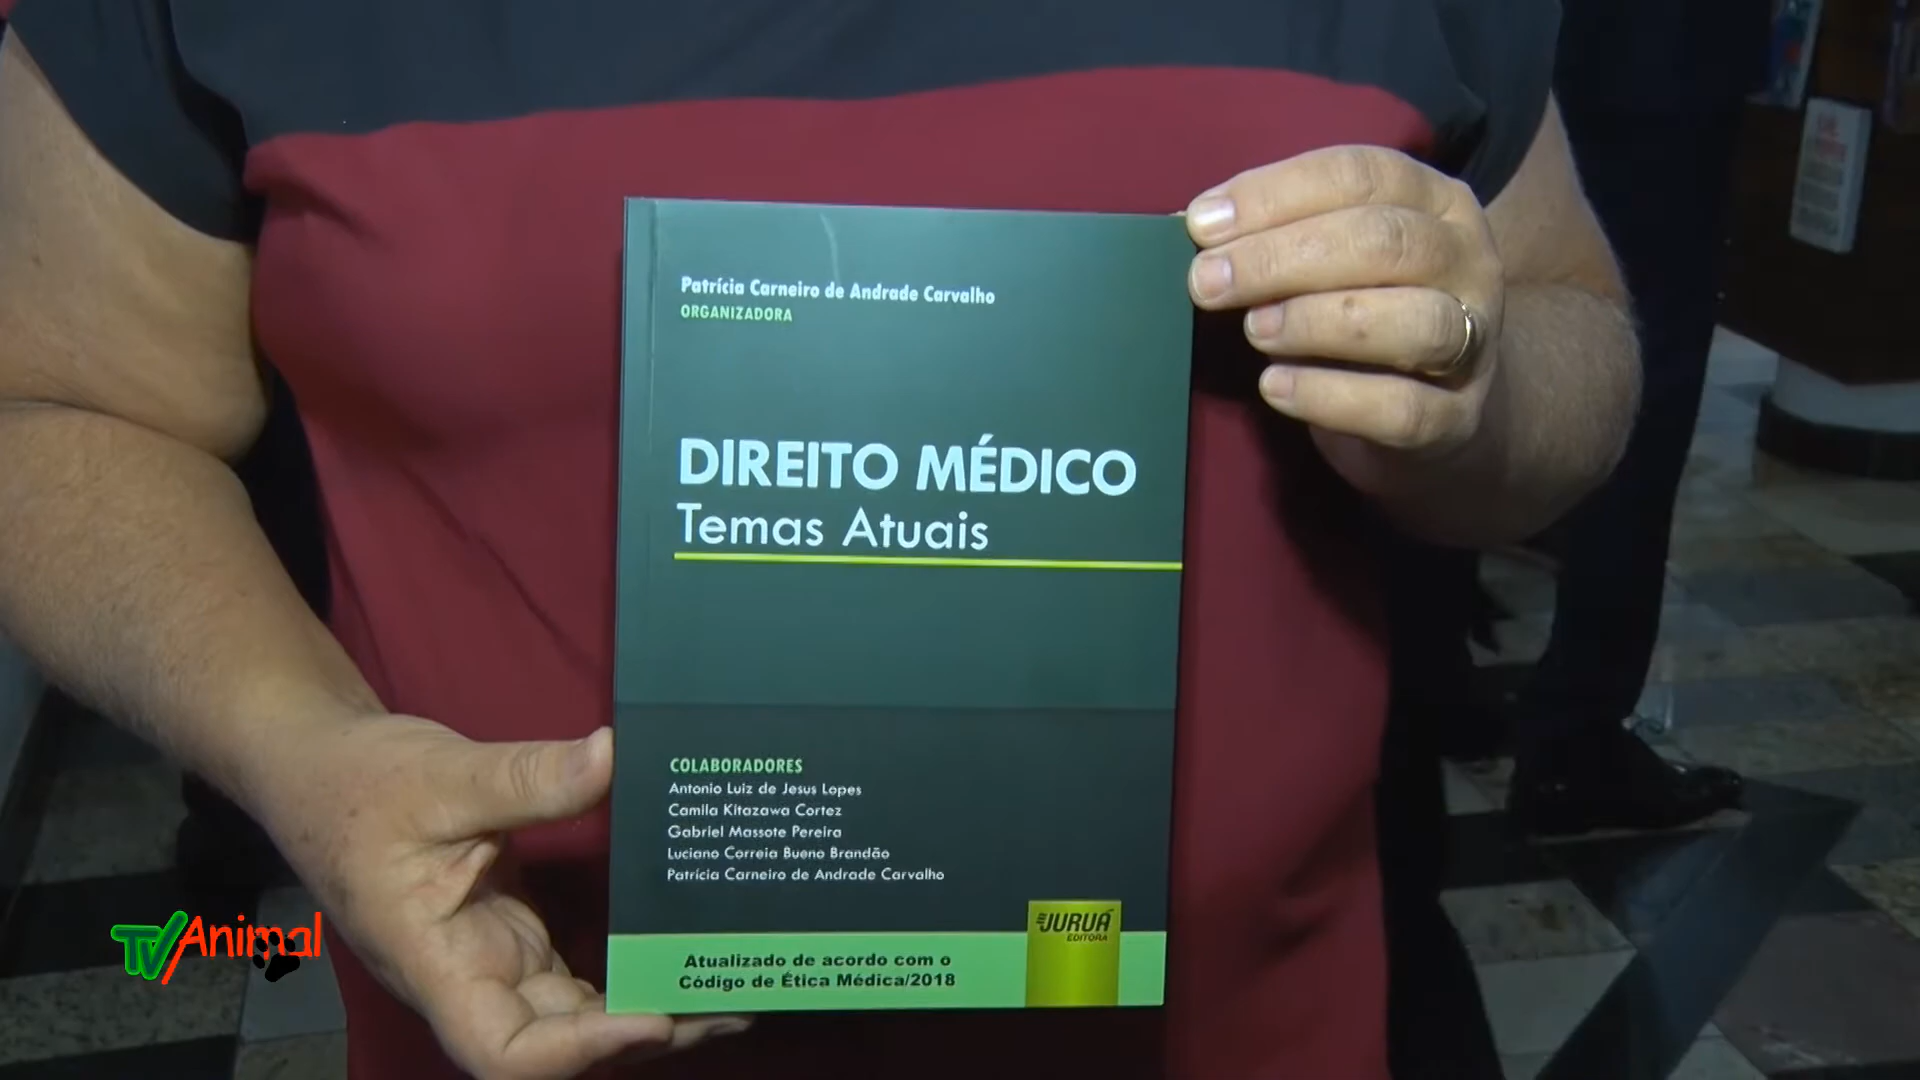 Patrícia Carneiro de Andrade Carvalho
ORGANIZADORA
DIREITO MÉDICO
Temas Atuais
COLABORADORES
Antonio Luiz de Jesus Lopes
Camila Kitazawa Cortez
Gabriel Massote Pereira
Luciano Correia Bueno Brandão
Patrícia Carneiro de Andrade Carvalho
JURUÁ
EDITORA
Atualizado de acordo com o
Código de Ética Médica/2018
TV Animal